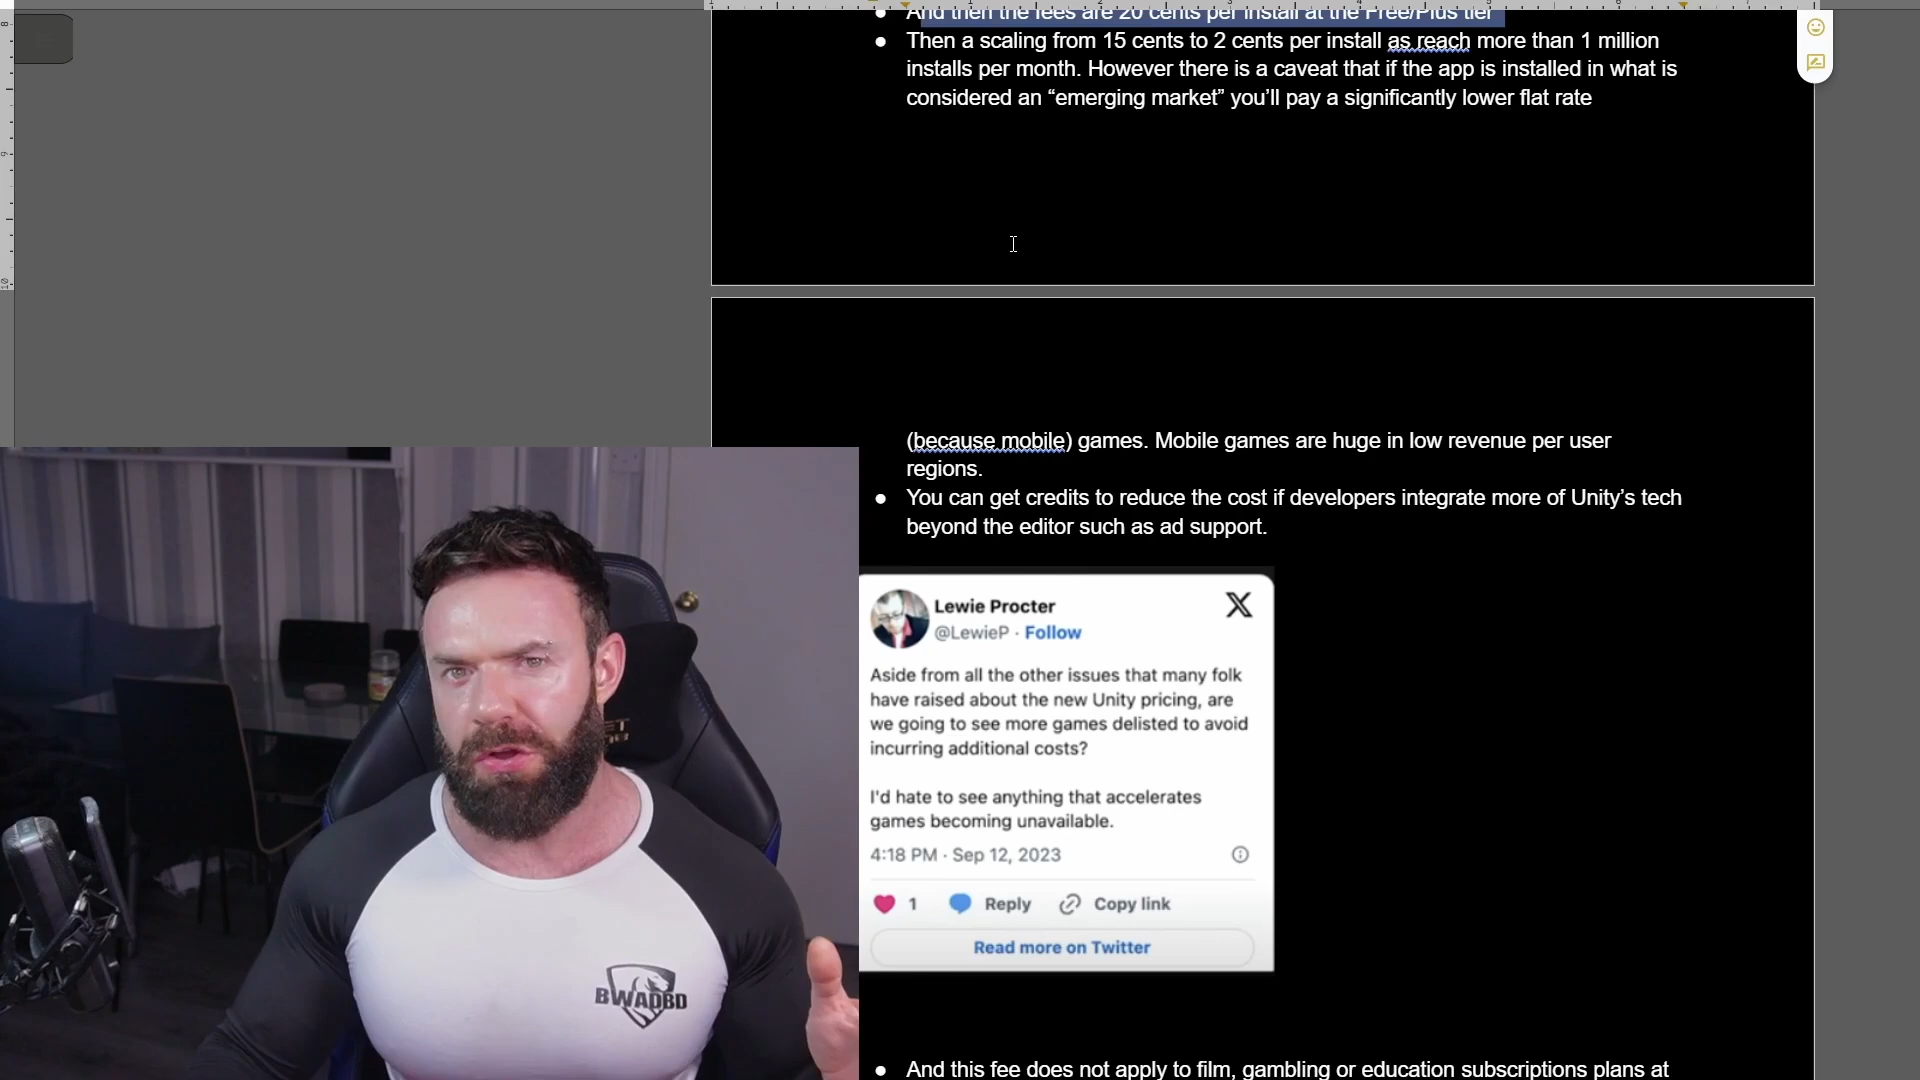 And then the fees are 20 cents per install at the Free/Plus tier
Then a scaling from 15 cents to 2 cents per install as reach more than 1 million
installs per month. However there is a caveat that if the app is installed in what is
considered an “emerging market” you’ll pay a significantly lower flat rate
(because mobile) games. Mobile games are huge in low revenue per user
regions.
You can get credits to reduce the cost if developers integrate more of Unity’s tech
beyond the editor such as ad support.
Lewie Procter
@LewieP · Follow
Aside from all the other issues that many folk
have raised about the new Unity pricing, are
we going to see more games delisted to avoid
incurring additional costs?
I'd hate to see anything that accelerates
games becoming unavailable.
4:18 PM · Sep 12, 2023
1 Reply Copy link
Read more on Twitter
BWADBD
And this fee does not apply to film, gambling or education subscriptions plans at